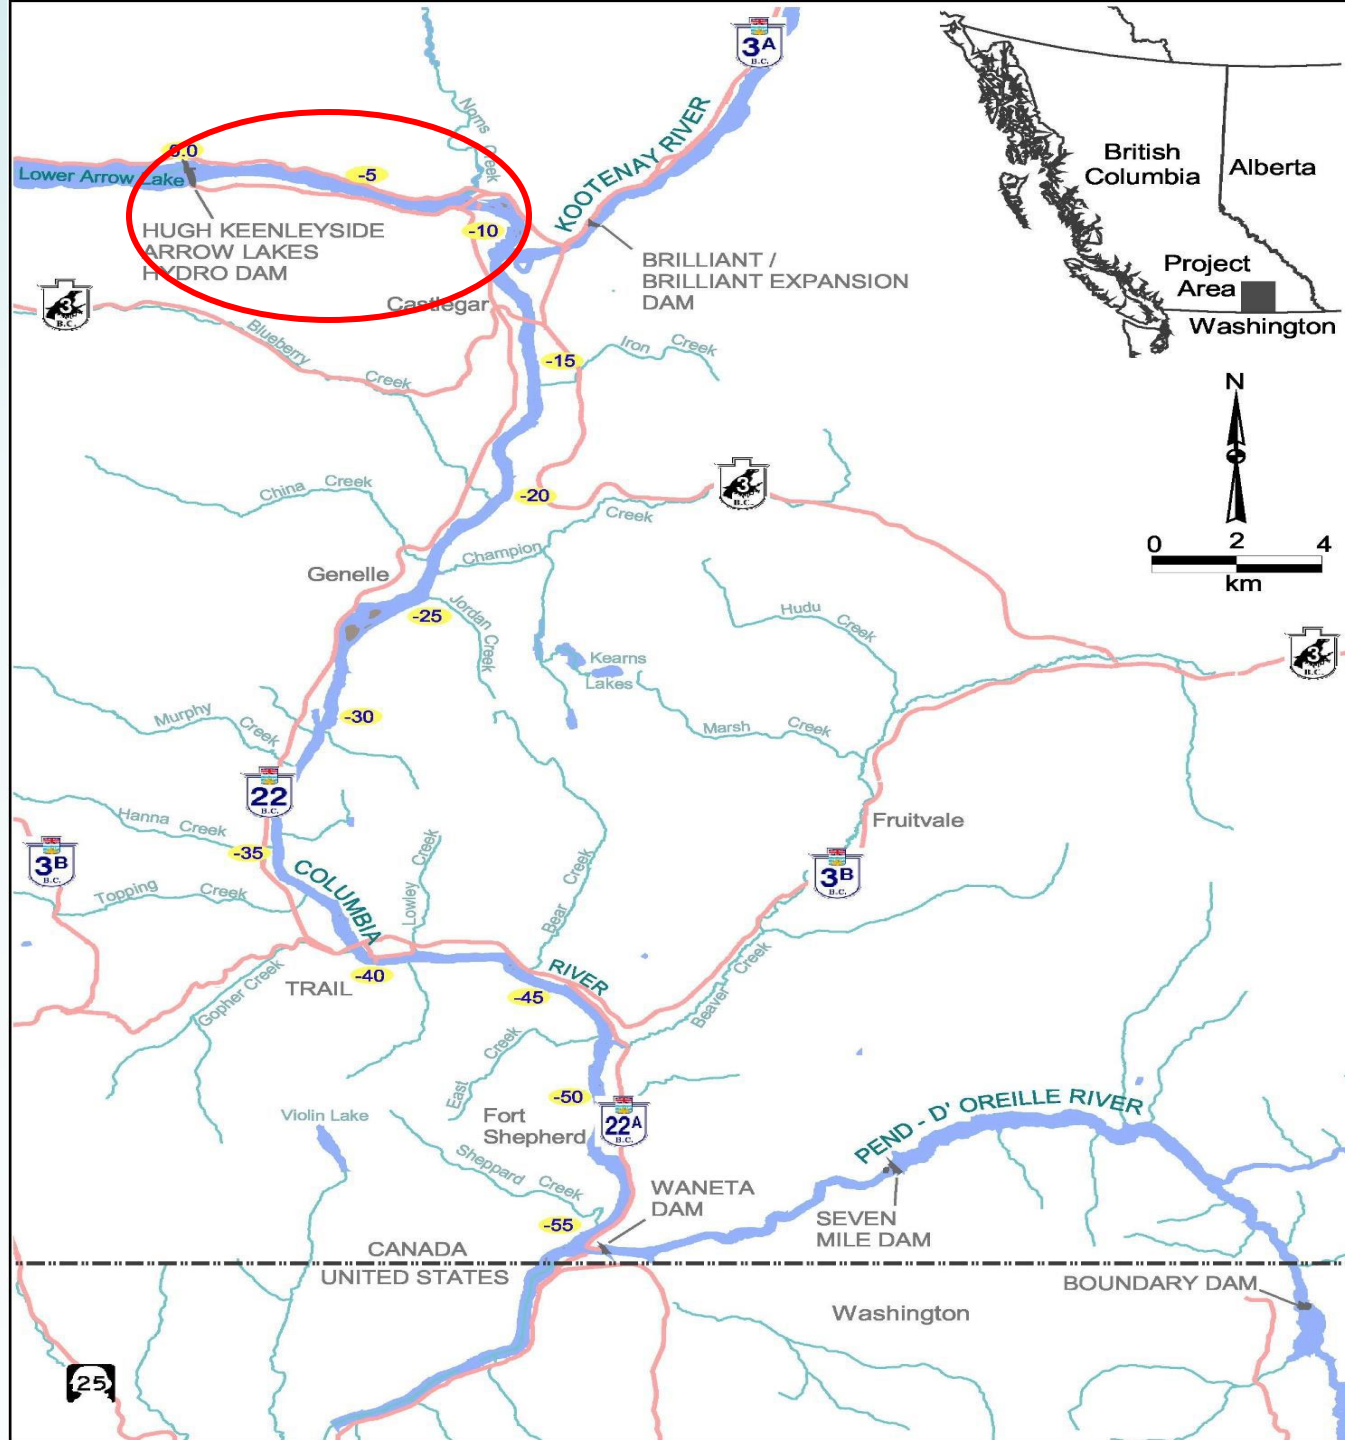 3A
B.C.
Norns
Creek
KOOTENAY RIVER
0.0
Lower Arrow Lake
-5
-10
HUGH KEENLEYSIDE
ARROW LAKES
HYDRO DAM
BRILLIANT /
BRILLIANT EXPANSION
DAM
British
Columbia
Alberta
Project
Area
Washington
3
B.C.
Castlegar
Blueberry
Creek
-15
Iron Creek
N
0 2 4
km
China Creek
-20
3
B.C.
Creek
Champion
Genelle
-25
Jordan
Creek
Hudu
Creek
Kearns
Lakes
3
B.C.
Murphy
Creek
-30
Marsh Creek
22
B.C.
Hanna Creek
-35
Fruitvale
3B
B.C.
COLUMBIA
Lowley Creek
Bear Creek
3B
B.C.
Topping Creek
-40
TRAIL
Gopher Creek
RIVER
-45
Beaver Creek
East Creek
-50
Fort
Shepherd
22A
B.C.
Violin Lake
PEND - D' OREILLE RIVER
Sheppard Creek
WANETA
DAM
SEVEN
MILE DAM
-55
CANADA
UNITED STATES
BOUNDARY DAM
Washington
25